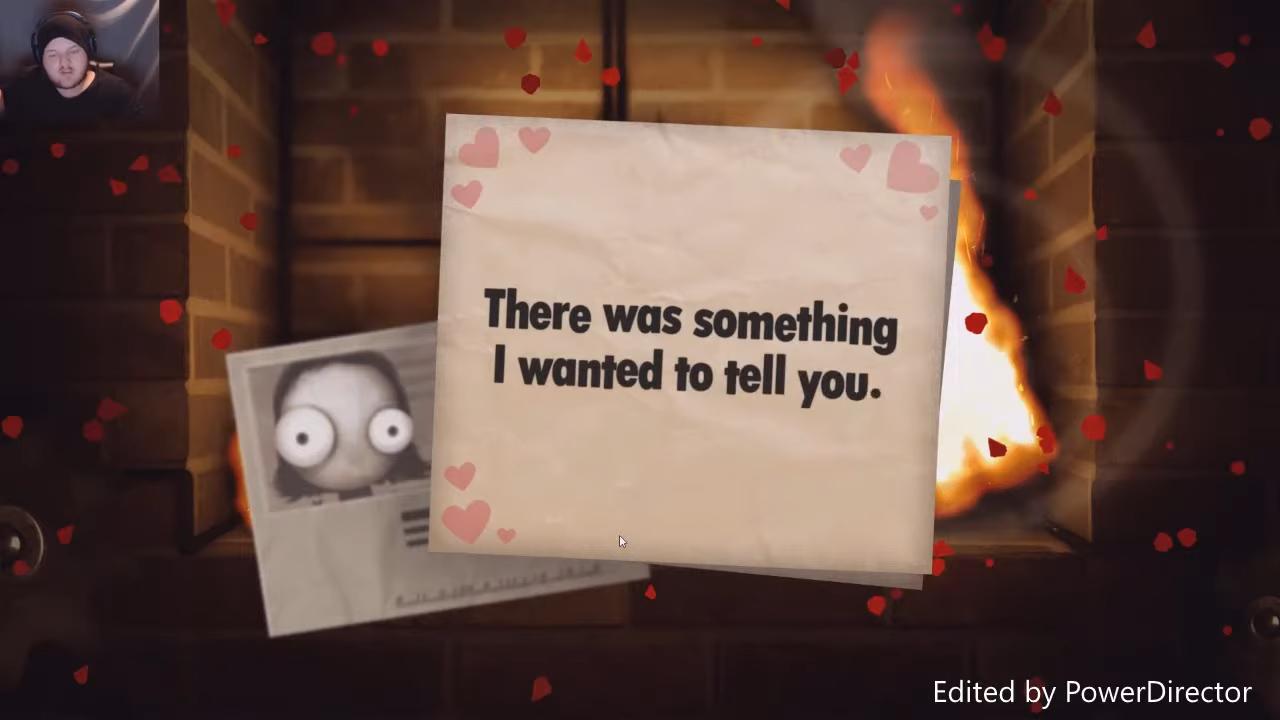 There was something
I wanted to tell you.
Edited by PowerDirector